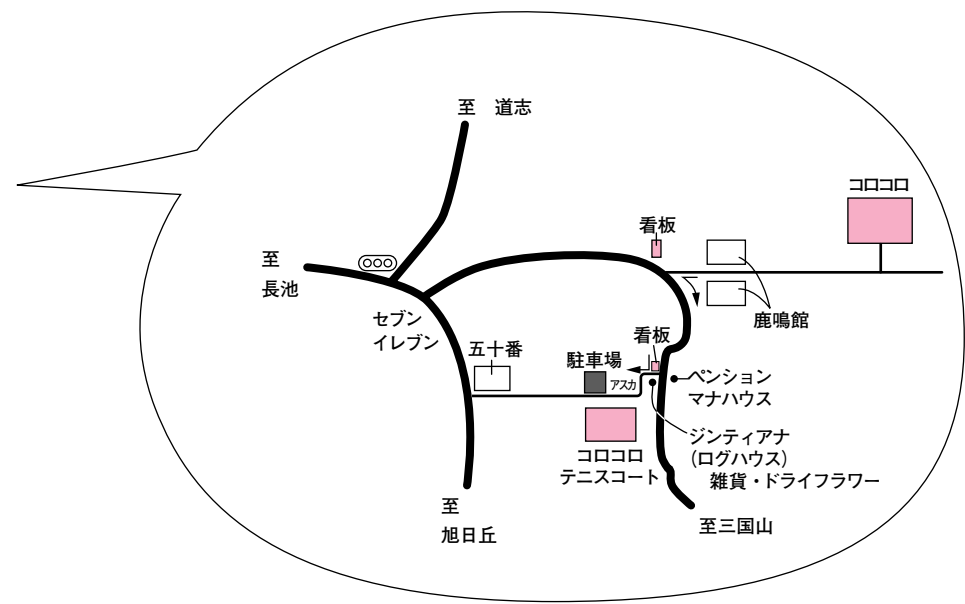 至　道志
コロコロ
看板
至
長池
鹿鳴館
セブン
イレブン
看板
五十番
駐車場
アスカ
ペンション
マナハウス
コロコロ
テニスコート
ジンティアナ
(ログハウス)
雑貨・ドライフラワー
至
旭日丘
至三国山